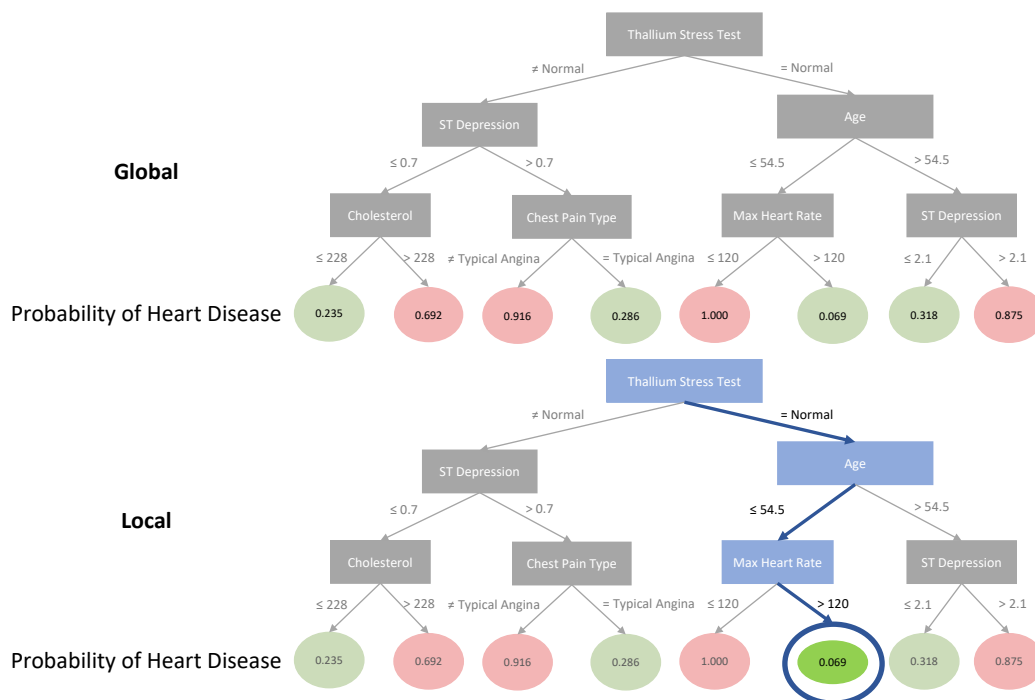 Thallium Stress Test
≠ Normal
= Normal
ST Depression
Age
Global
≤ 0.7
> 0.7
≤ 54.5
> 54.5
Cholesterol
Chest Pain Type
Max Heart Rate
ST Depression
≤ 228
> 228
≠ Typical Angina
= Typical Angina
≤ 120
> 120
≤ 2.1
> 2.1
Probability of Heart Disease
0.235
0.692
0.916
0.286
1.000
0.069
0.318
0.875
Thallium Stress Test
≠ Normal
= Normal
ST Depression
Age
Local
≤ 0.7
> 0.7
≤ 54.5
> 54.5
Cholesterol
Chest Pain Type
Max Heart Rate
ST Depression
≤ 228
> 228
≠ Typical Angina
= Typical Angina
≤ 120
> 120
≤ 2.1
> 2.1
Probability of Heart Disease
0.235
0.692
0.916
0.286
1.000
0.069
0.318
0.875